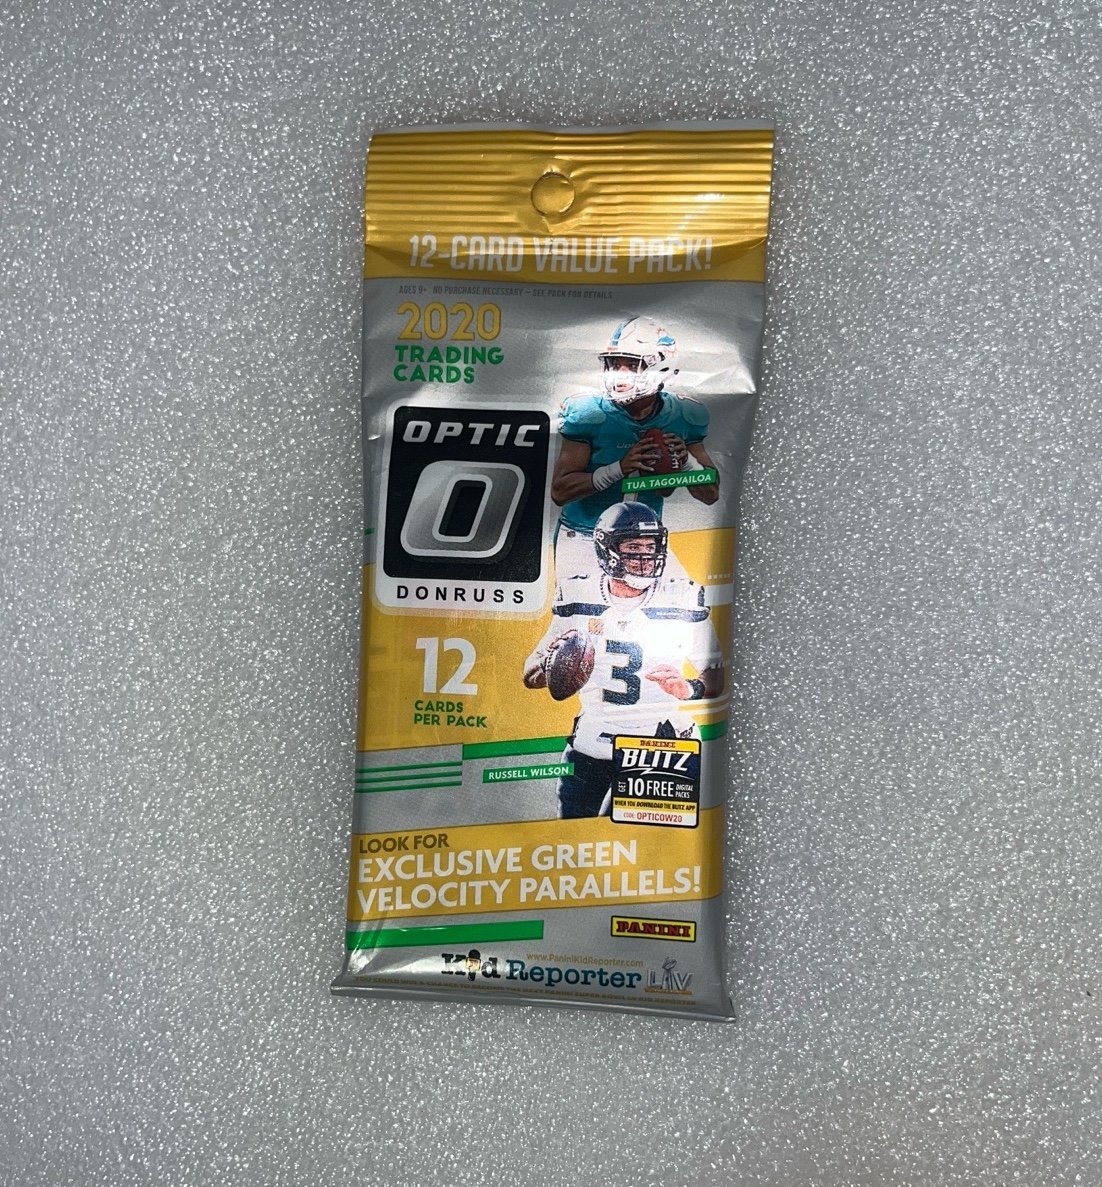 12-CARD VALUE PACK!
AGES 9+ NO PURCHASE NECESSARY – SEE PACK FOR DETAILS
2020
TRADING
CARDS
OPTIC
O
DONRUSS
TUA TAGOVAILOA
3
12
CARDS
PER PACK
RUSSELL WILSON
PANINI
BLITZ
GET 10 FREE DIGITAL PACKS
WHEN YOU DOWNLOAD THE BLITZ APP
CODE: OPTICOW20
LOOK FOR
EXCLUSIVE GREEN
VELOCITY PARALLELS!
PANINI
www.PaniniKidReporter.com
Kid Reporter LIV